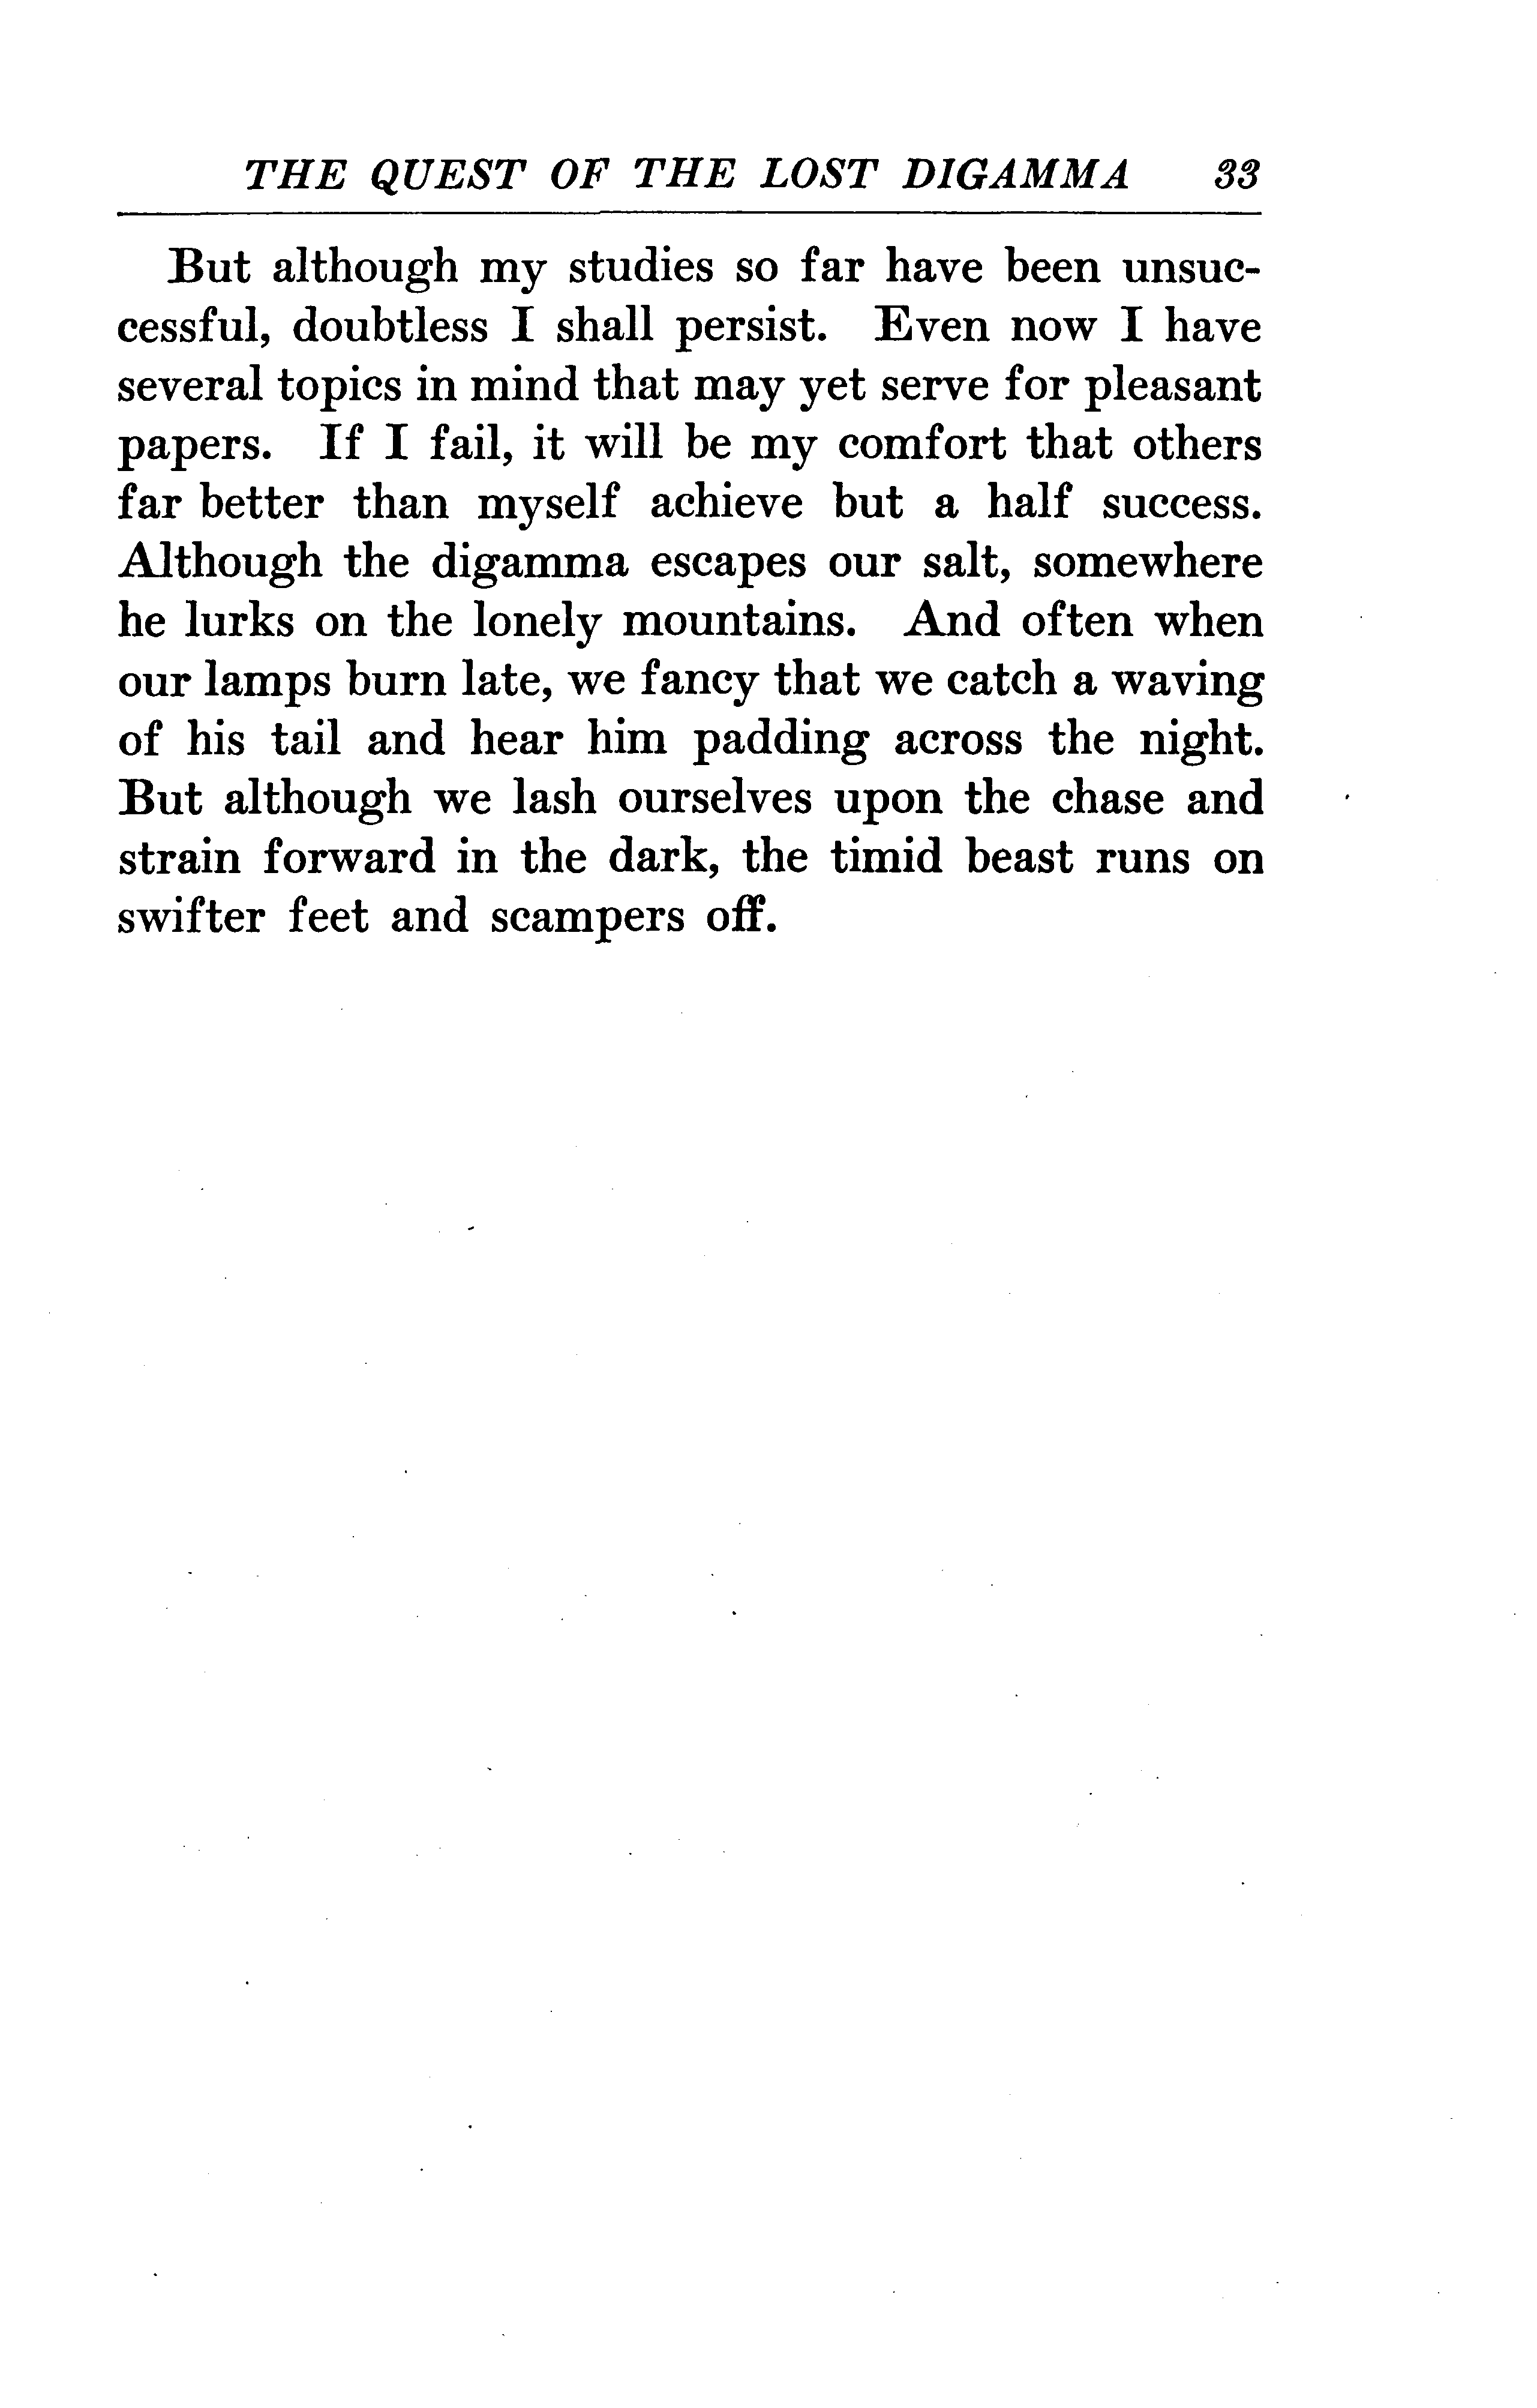 THE QUEST OF THE LOST DIGAMMA 33
But although my studies so far have been unsuc-
cessful, doubtless I shall persist. Even now I have
several topics in mind that may yet serve for pleasant
papers. If I fail, it will be my comfort that others
far better than myself achieve but a half success.
Although the digamma escapes our salt, somewhere
he lurks on the lonely mountains. And often when
our lamps burn late, we fancy that we catch a waving
of his tail and hear him padding across the night.
But although we lash ourselves upon the chase and
strain forward in the dark, the timid beast runs on
swifter feet and scampers off.